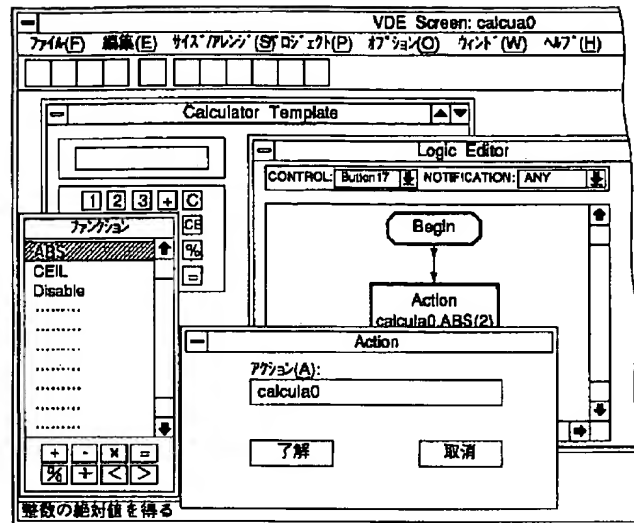 VDE Screen: calcua0
ファイル(F) 編集(E) サイズ/アレンジ(S) プロジェクト(P) オプション(O) ウィンドー(W) ヘルプ(H)
Calculator Template
1 2 3 + C
CE
%
=
Logic Editor
CONTROL: Button17 NOTIFICATION: ANY
Begin
Action
calcula0.ABS(2)
ファンクション
ABS
CEIL
Disable
.........
.........
.........
.........
.........
.........
.........
+ - × =
% + < >
Action
アクション(A):
calcula0
了解 取消
整数の絶対値を得る